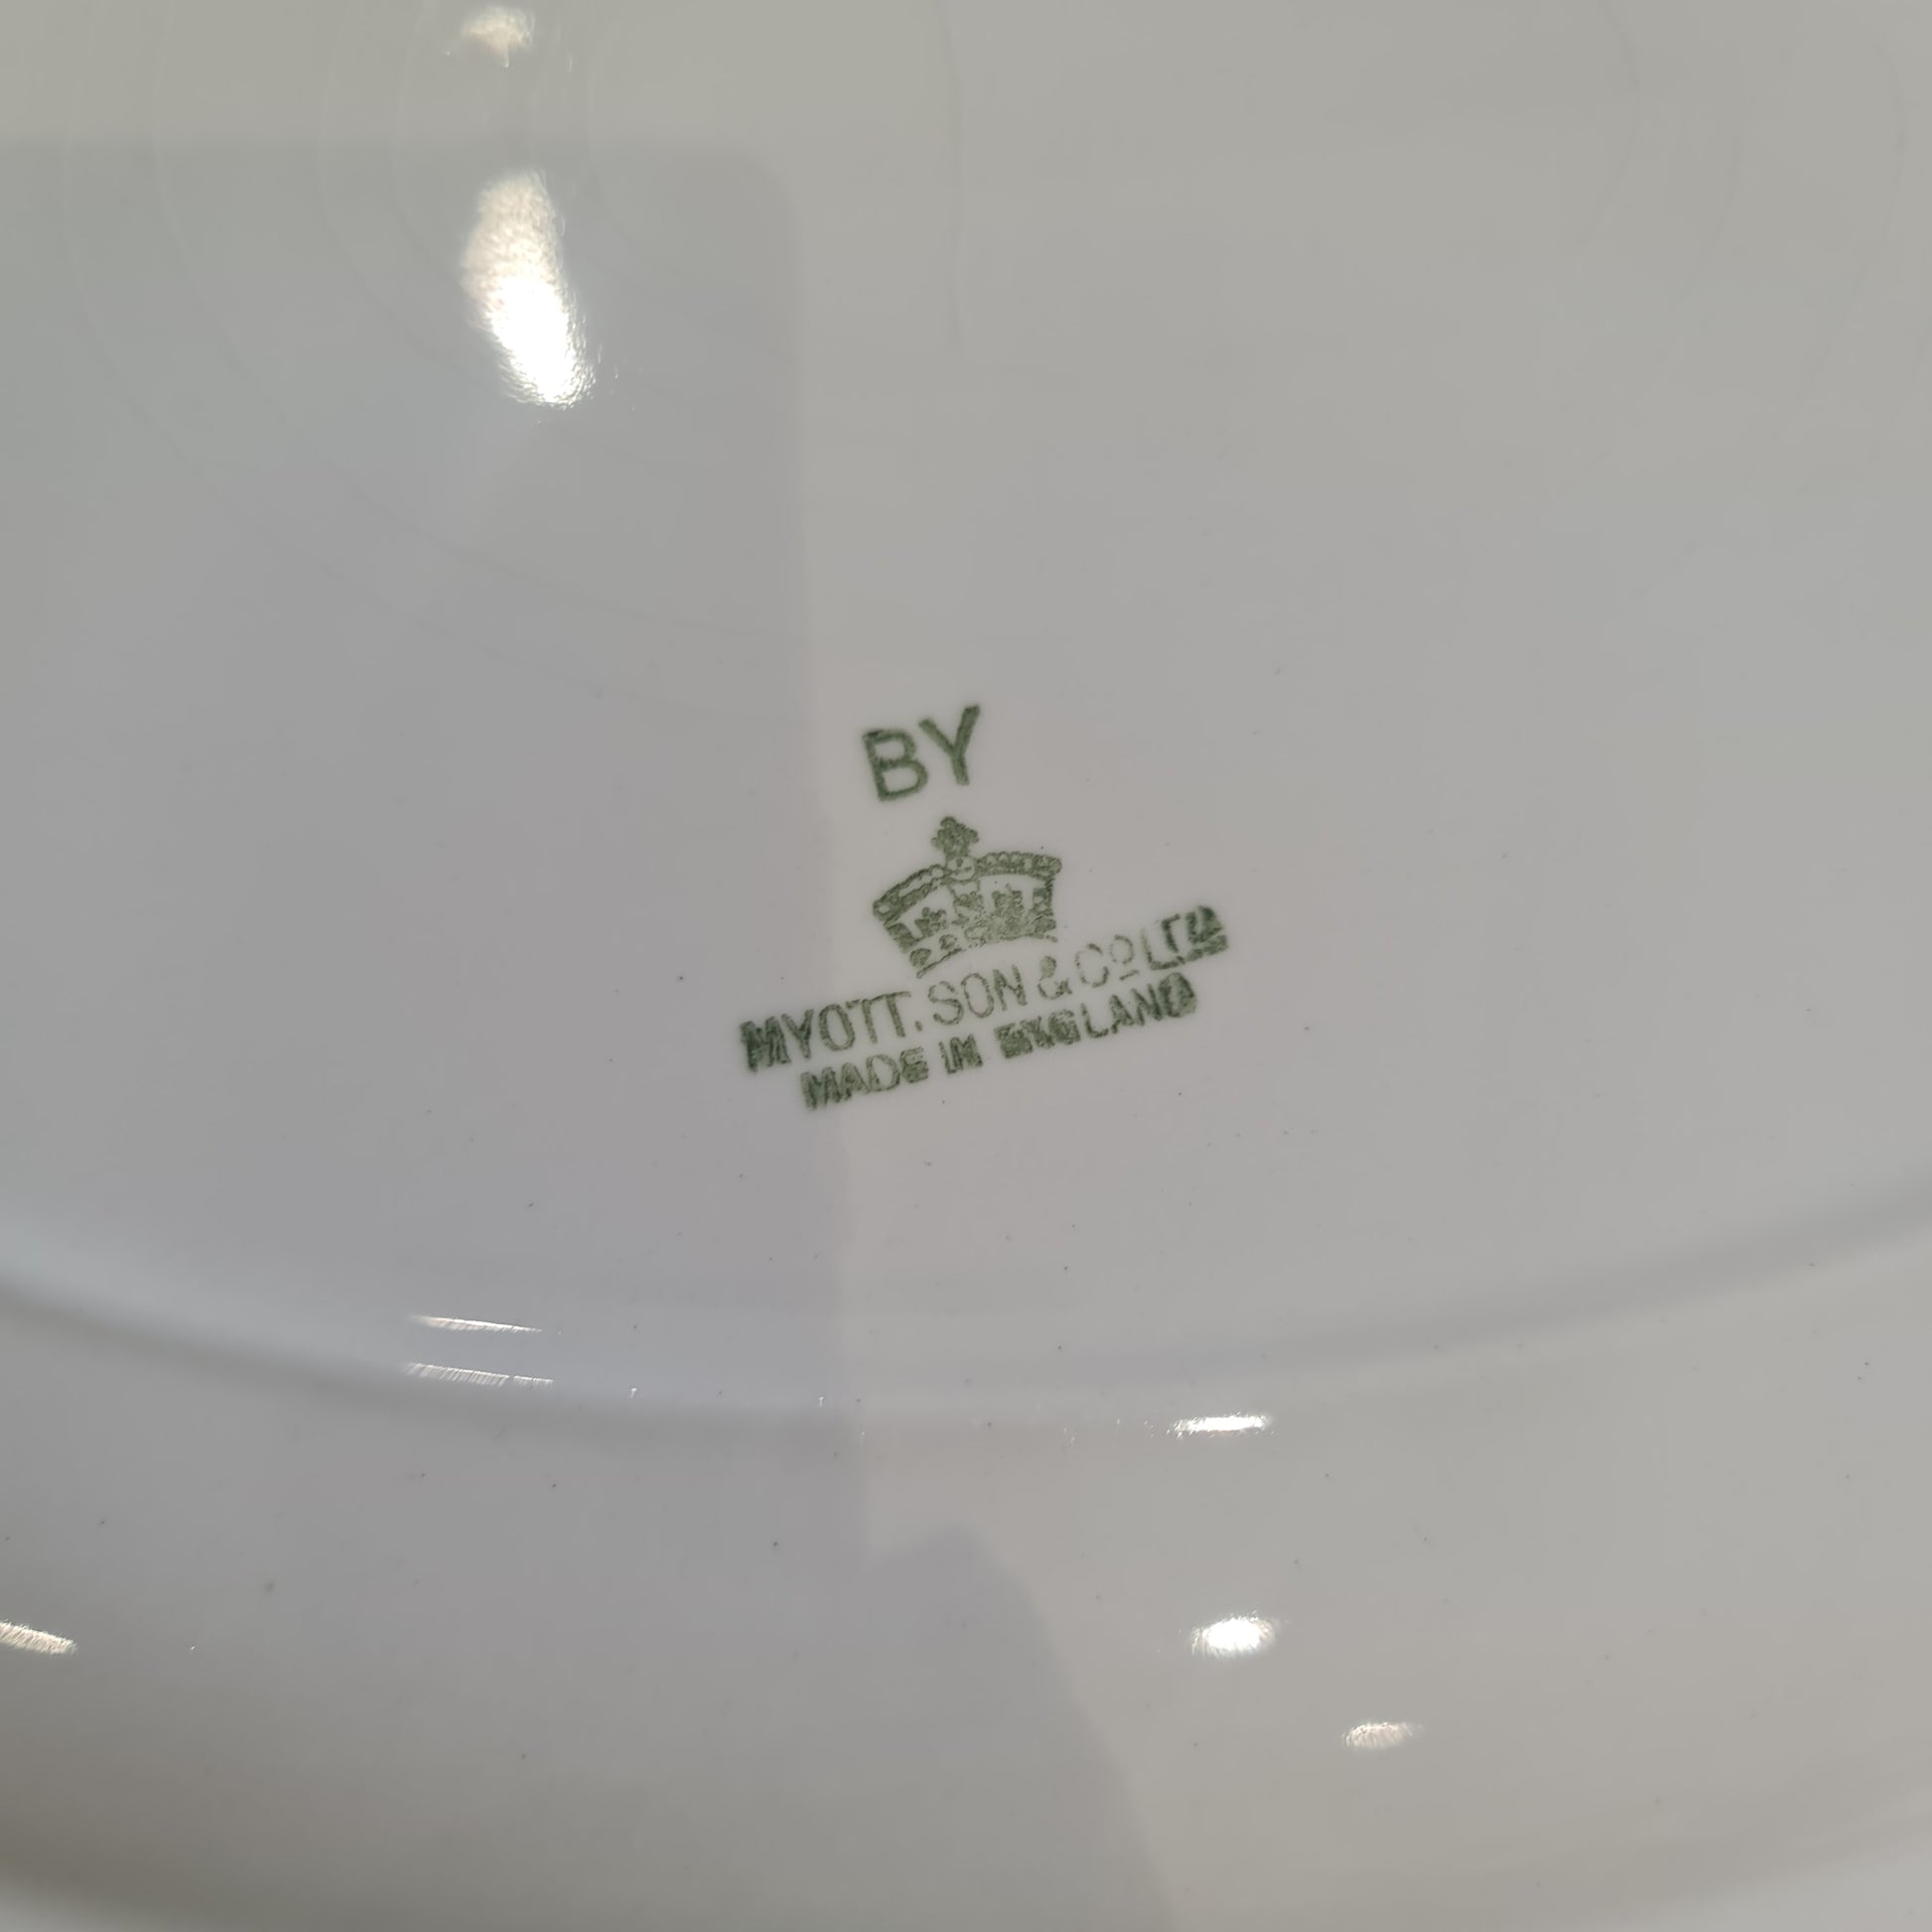 BY
MYOTT. SON & Cº LTD
MADE IN ENGLAND